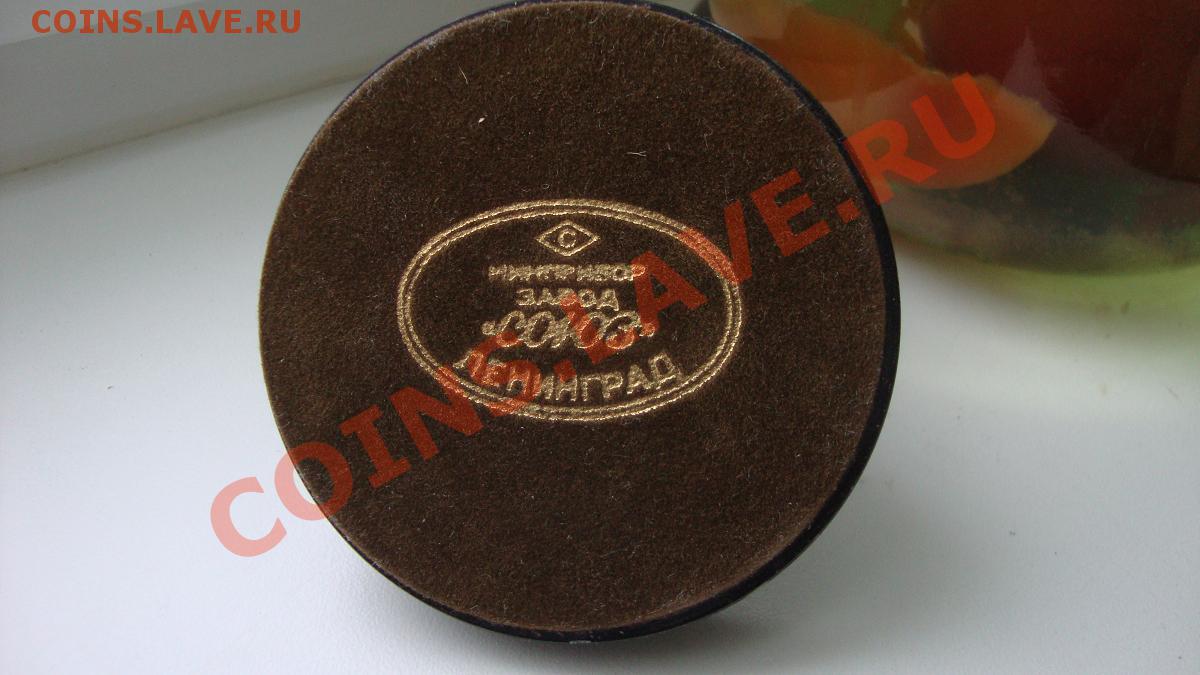 COINS.LAVE.RU
С
МИНПРИБОР
ЗАВОД
«СОЮЗ»
ЛЕНИНГРАД
COINS.LAVE.RU